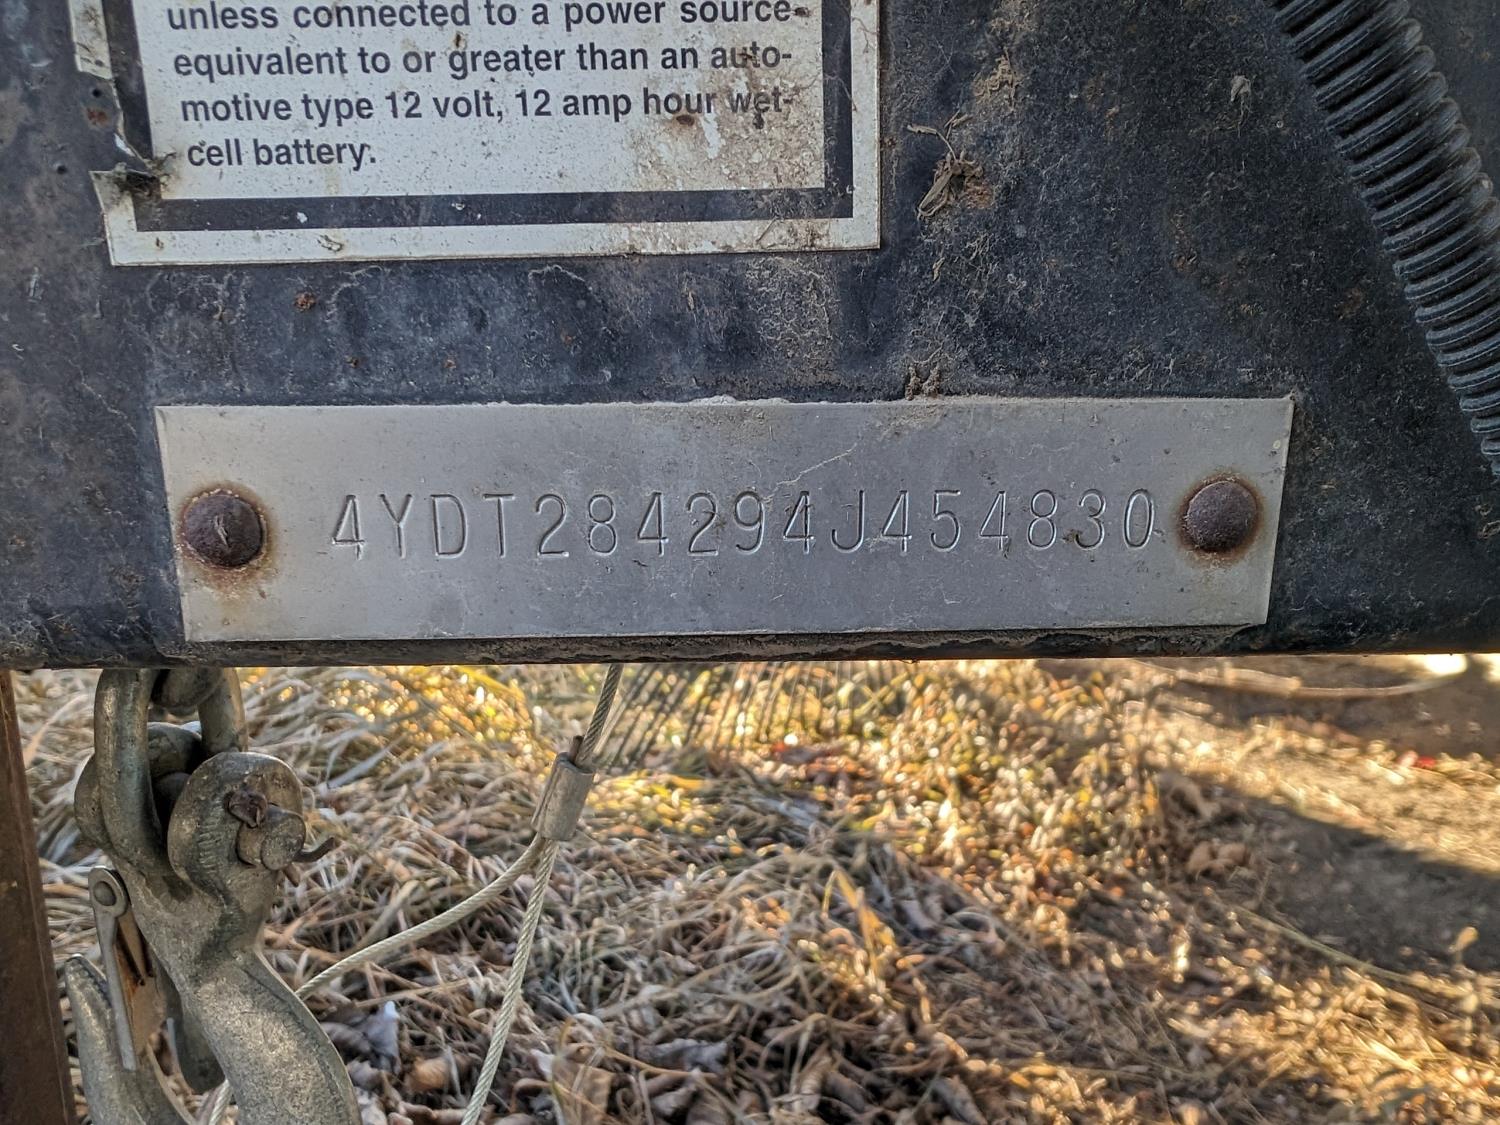 unless connected to a power source
equivalent to or greater than an auto-
motive type 12 volt, 12 amp hour wet-
cell battery.
4YDT284294J454830